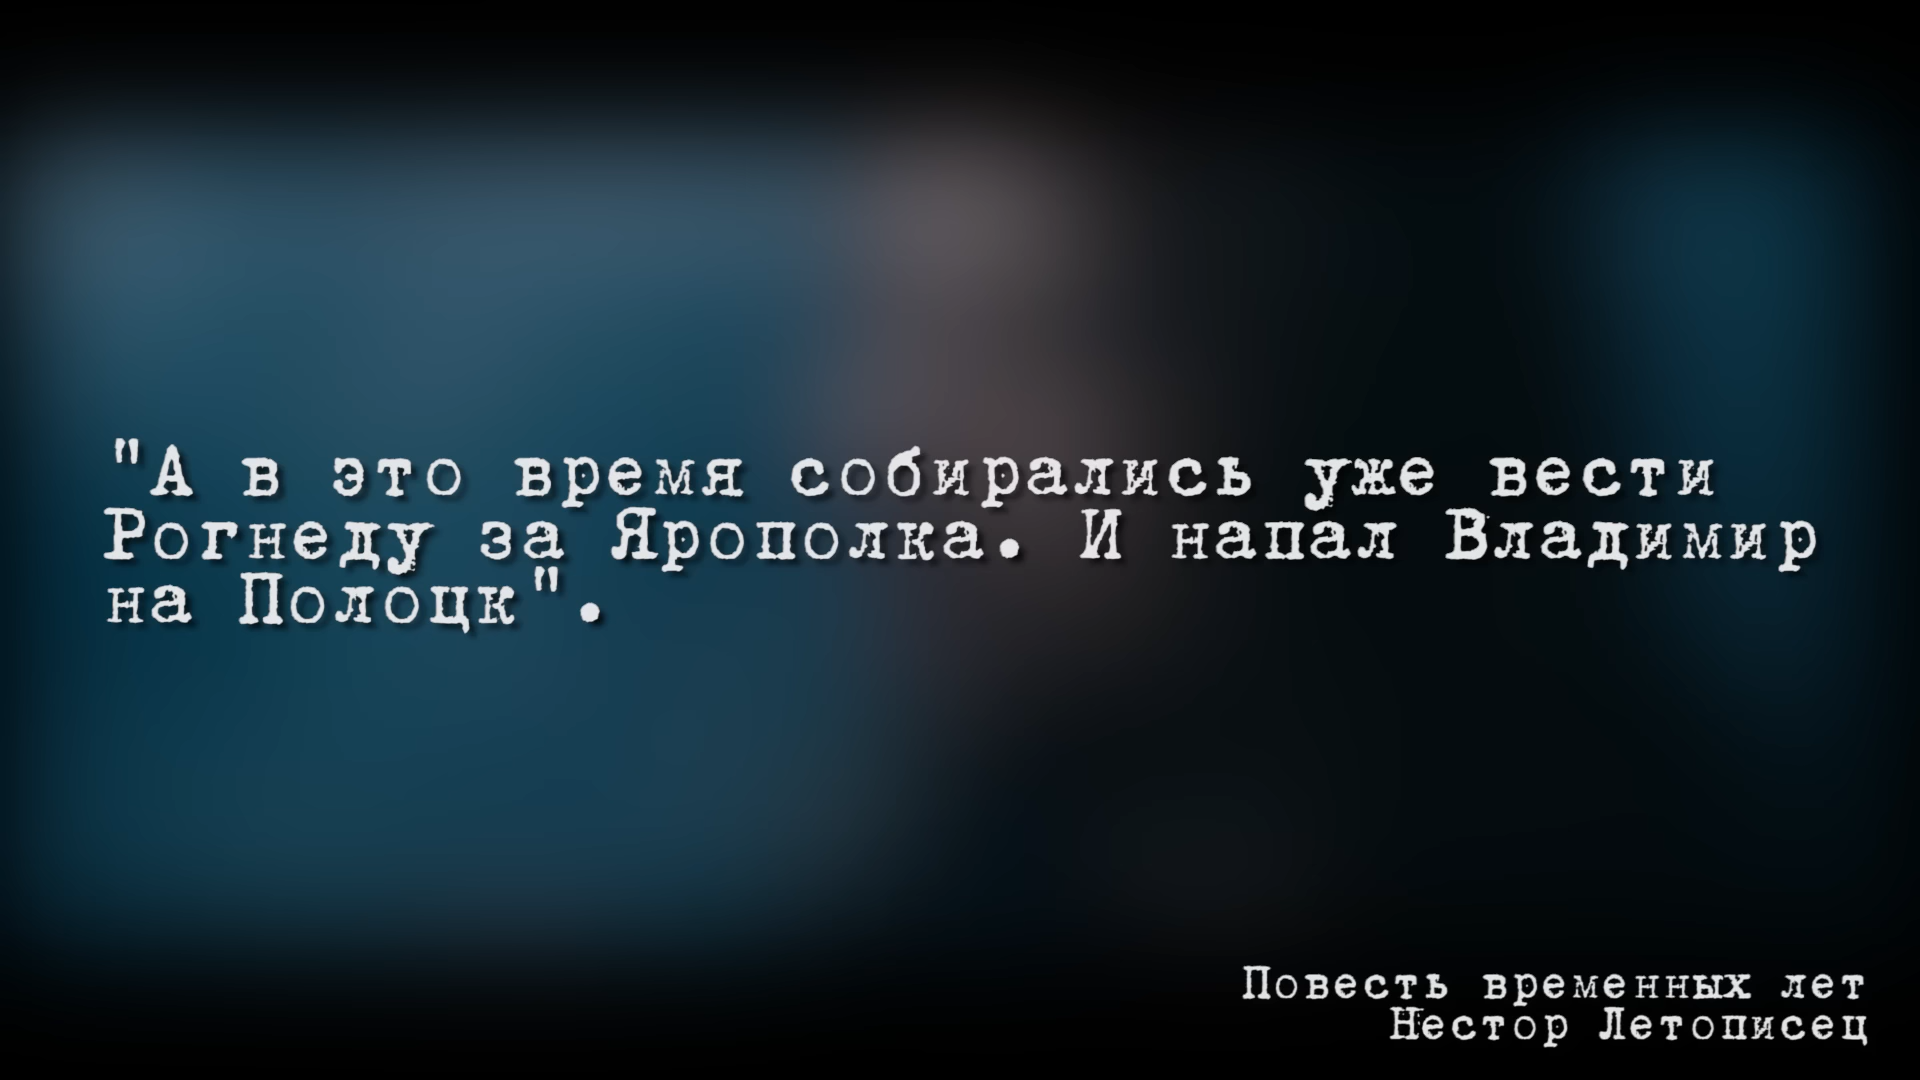 "А в это время собирались уже вести
Рогнеду за Ярополка. И напал Владимир
на Полоцк".
Повесть временных лет
Нестор Летописец